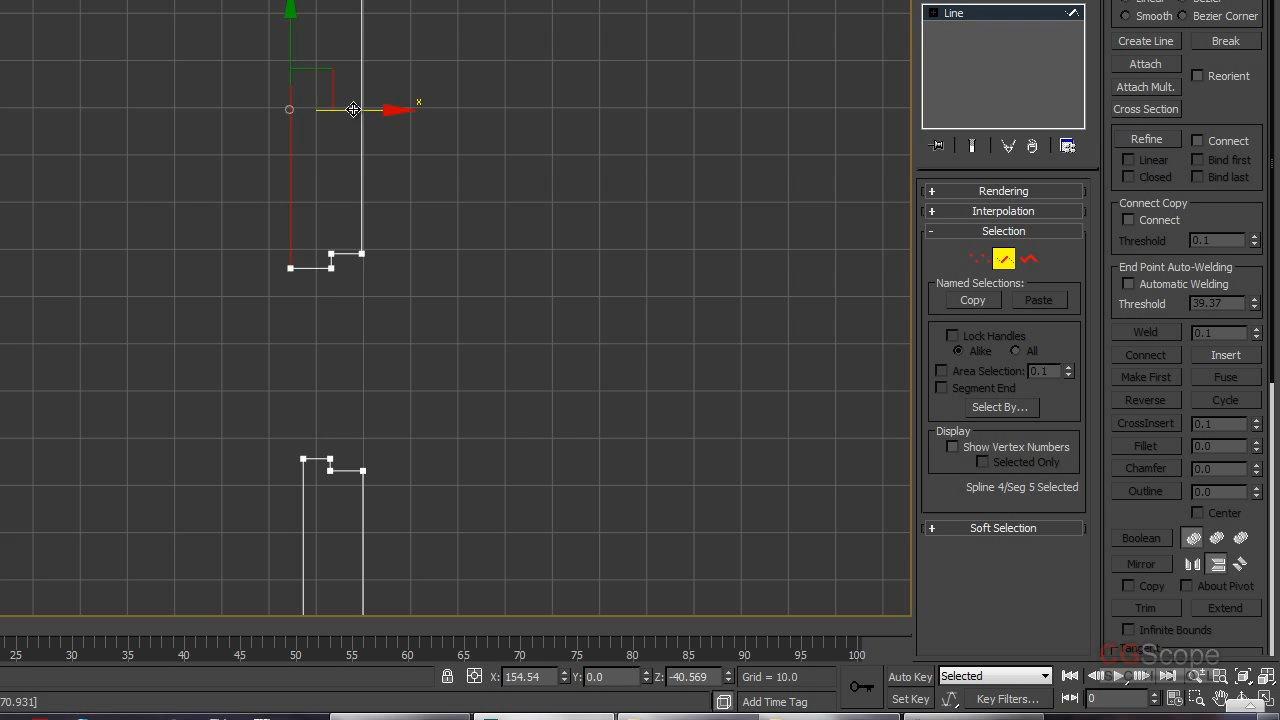 Line
Smooth
Bezier Corner
Create Line
Break
Attach
Reorient
Attach Mult.
Cross Section
Refine
Connect
Linear
Bind first
Closed
Bind last
Connect Copy
Connect
Threshold
0.1
End Point Auto-Welding
Automatic Welding
Threshold
39.37
Weld
0.1
Connect
Insert
Make First
Fuse
Reverse
Cycle
CrossInsert
0.1
Fillet
0.0
Chamfer
0.0
Outline
0.0
Center
Boolean
Mirror
Copy
About Pivot
Trim
Extend
Infinite Bounds
Tangent
+ Rendering
+ Interpolation
- Selection
Named Selections:
Copy
Paste
Lock Handles
Alike
All
Area Selection:
0.1
Segment End
Select By...
Display
Show Vertex Numbers
Selected Only
Spline 4/Seg 5 Selected
+ Soft Selection
x
CGScope
25 30 35 40 45 50 55 60 65 70 75 80 85 90 95 100
X: 154.54 Y: 0.0 Z: -40.569 Grid = 10.0
Auto Key
Selected
70.931]
Add Time Tag
Set Key
Key Filters...
0